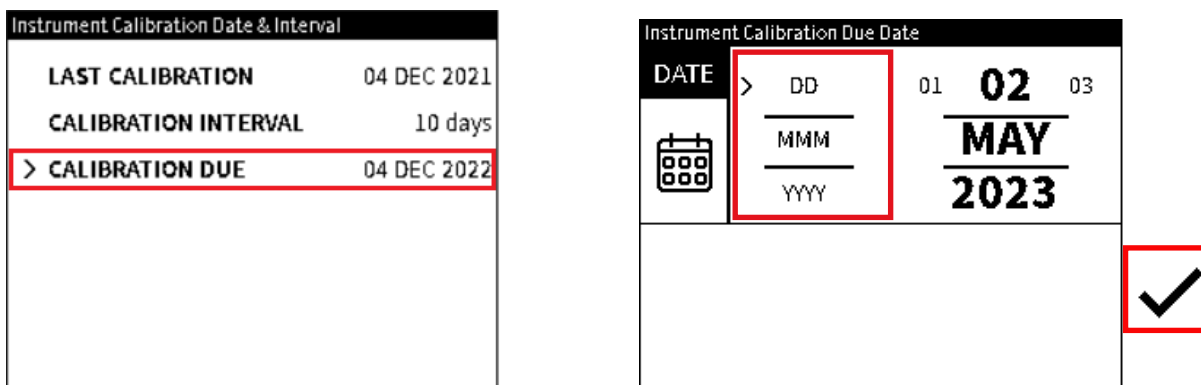 Instrument Calibration Date & Interval
LAST CALIBRATION 04 DEC 2021
CALIBRATION INTERVAL 10 days
> CALIBRATION DUE 04 DEC 2022
Instrument Calibration Due Date
DATE
> DD 01 02 03
MMM MAY
YYYY 2023